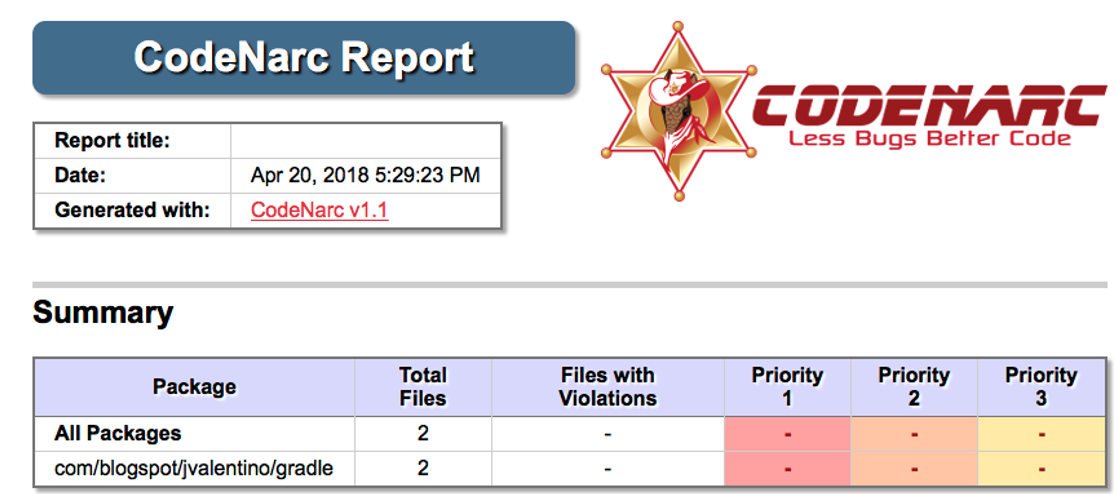 CodeNarc Report
CODENARC
Less Bugs Better Code
Report title:
Date: Apr 20, 2018 5:29:23 PM
Generated with: CodeNarc v1.1
Summary
Package Total Files Files with Violations Priority 1 Priority 2 Priority 3
All Packages 2 - - - -
com/blogspot/jvalentino/gradle 2 - - - -